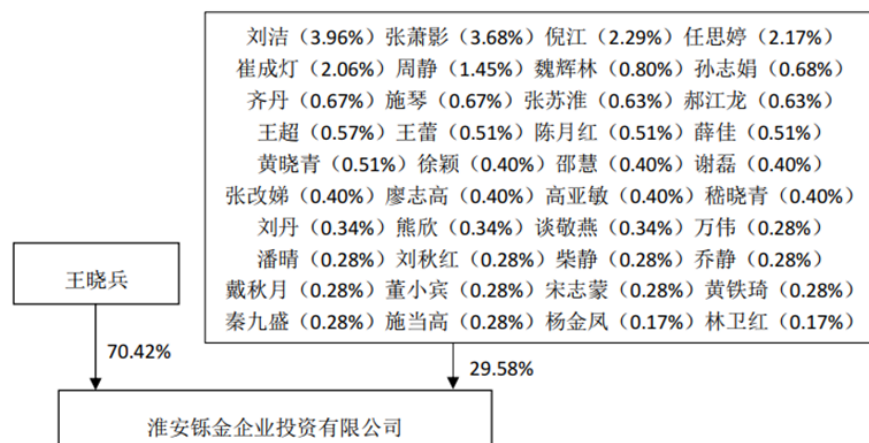 刘洁（3.96%）张萧影（3.68%）倪江（2.29%）任思婷（2.17%）
崔成灯（2.06%）周静（1.45%）魏辉林（0.80%）孙志娟（0.68%）
齐丹（0.67%）施琴（0.67%）张苏淮（0.63%）郝江龙（0.63%）
王超（0.57%）王蕾（0.51%）陈月红（0.51%）薛佳（0.51%）
黄晓青（0.51%）徐颖（0.40%）邵慧（0.40%）谢磊（0.40%）
张改娣（0.40%）廖志高（0.40%）高亚敏（0.40%）嵇晓青（0.40%）
刘丹（0.34%）熊欣（0.34%）谈敬燕（0.34%）万伟（0.28%）
潘晴（0.28%）刘秋红（0.28%）柴静（0.28%）乔静（0.28%）
戴秋月（0.28%）董小宾（0.28%）宋志蒙（0.28%）黄铁琦（0.28%）
秦九盛（0.28%）施当高（0.28%）杨金凤（0.17%）林卫红（0.17%）
王晓兵
70.42%
29.58%
淮安铄金企业投资有限公司